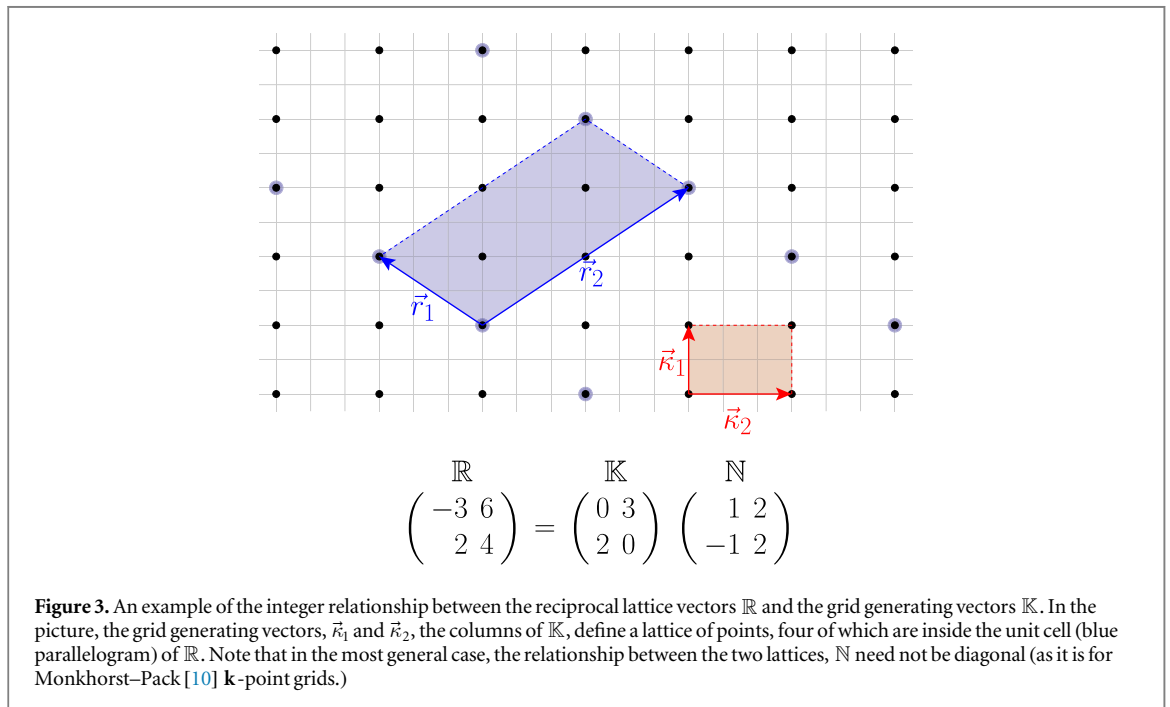 r⃗₂
r⃗₁
κ⃗₁
κ⃗₂
ℝ 𝕂 ℕ
(−3 6) = (0 3) (1 2)
(2 4) (2 0) (−1 2)
Figure 3. An example of the integer relationship between the reciprocal lattice vectors ℝ and the grid generating vectors 𝕂. In the
picture, the grid generating vectors, κ⃗₁ and κ⃗₂, the columns of 𝕂, define a lattice of points, four of which are inside the unit cell (blue
parallelogram) of ℝ. Note that in the most general case, the relationship between the two lattices, ℕ need not be diagonal (as it is for
Monkhorst–Pack [10] k-point grids.)